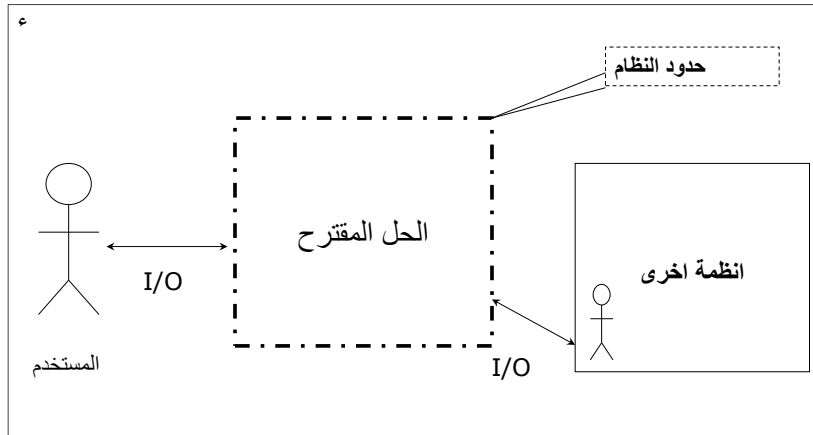 ء
حدود النظام
الحل المقترح
انظمة اخرى
I/O
المستخدم
I/O